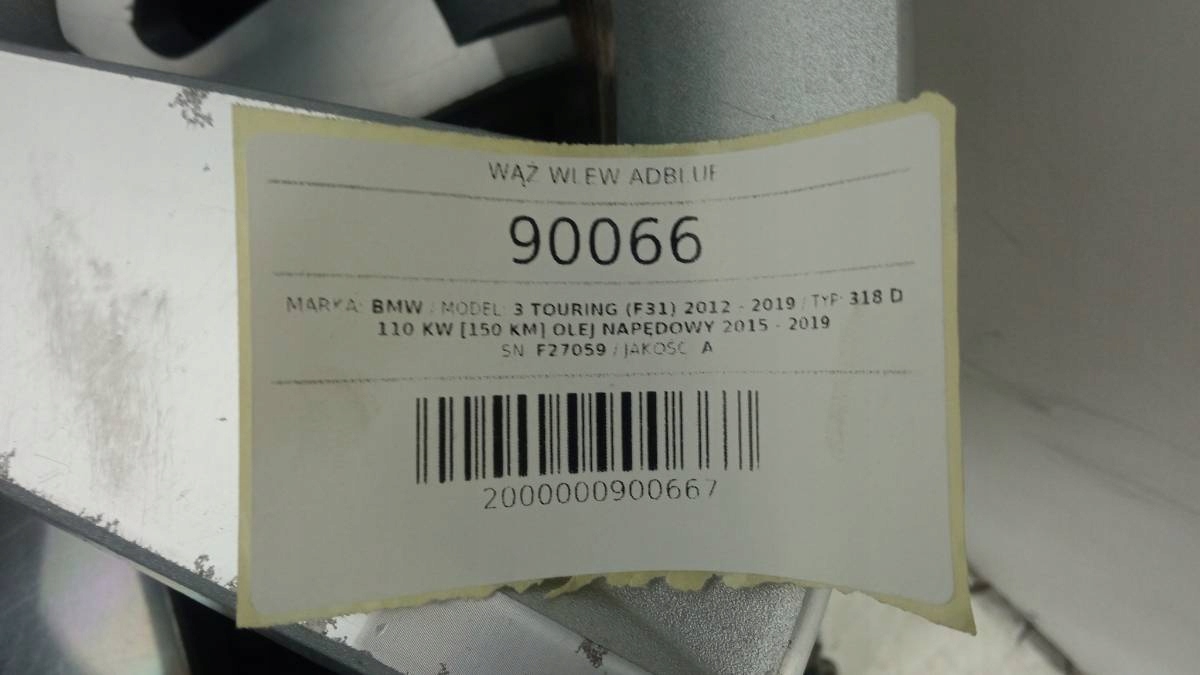 WĄŻ WLEW ADBLUE
90066
MARKA: BMW / MODEL: 3 TOURING (F31) 2012 - 2019 / TYP: 318 D
110 KW [150 KM] OLEJ NAPĘDOWY 2015 - 2019
SN: F27059 / JAKOŚĆ: A
2000000900667